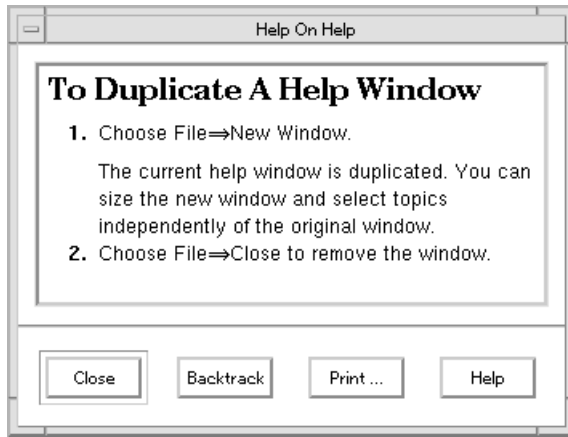 Help On Help
To Duplicate A Help Window
1. Choose File⇒New Window.
The current help window is duplicated. You can
size the new window and select topics
independently of the original window.
2. Choose File⇒Close to remove the window.
Close Backtrack Print ... Help